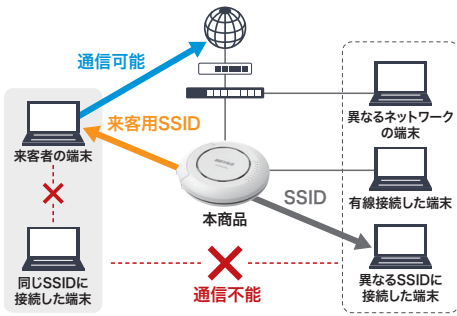 通信可能
来客用SSID
来客者の端末
異なるネットワーク
の端末
BUFFALO
SSID
有線接続した端末
本商品
同じSSIDに
接続した端末
通信不能
異なるSSIDに
接続した端末